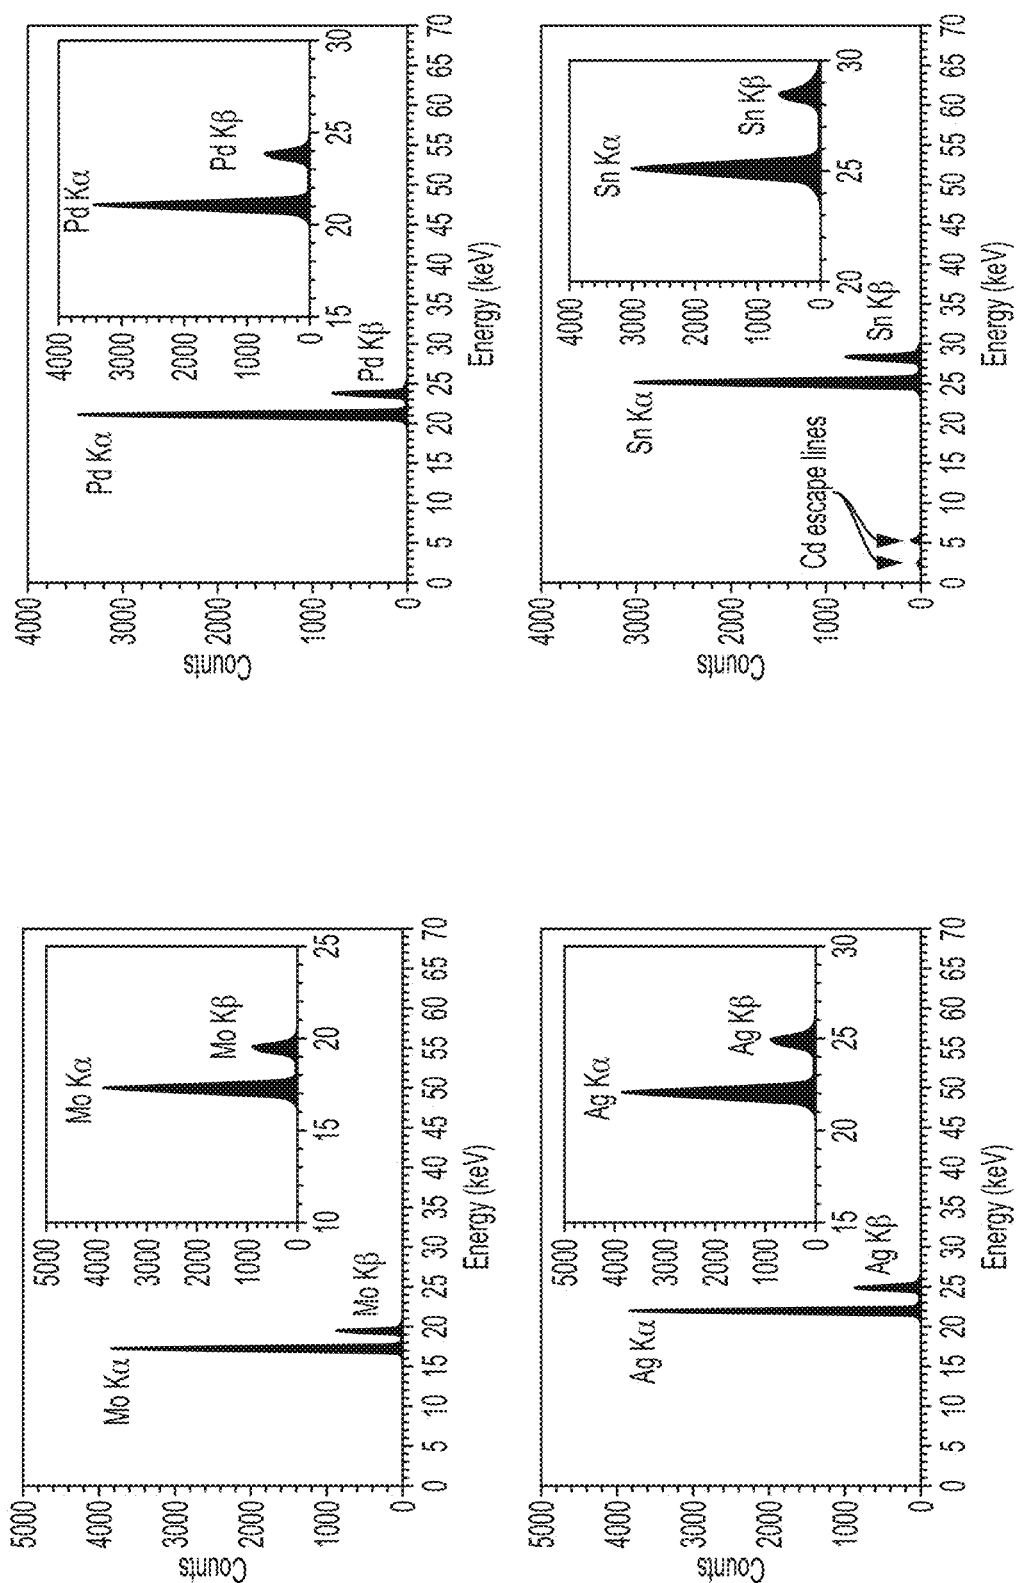 5000
4000
3000
2000
1000
0
Counts
Mo Kα
Mo Kβ
5000
4000
3000
2000
1000
0
Mo Kα
Mo Kβ
10 15 20 25
0 5 10 15 20 25 30 35 40 45 50 55 60 65 70
Energy (keV)
4000
3000
2000
1000
0
Counts
Pd Kα
Pd Kβ
4000
3000
2000
1000
0
Pd Kα
Pd Kβ
15 20 25 30
0 5 10 15 20 25 30 35 40 45 50 55 60 65 70
Energy (keV)
5000
4000
3000
2000
1000
0
Counts
Ag Kα
Ag Kβ
5000
4000
3000
2000
1000
0
Ag Kα
Ag Kβ
15 20 25 30
0 5 10 15 20 25 30 35 40 45 50 55 60 65 70
Energy (keV)
4000
3000
2000
1000
0
Counts
Sn Kα
Cd escape lines
Sn Kβ
4000
3000
2000
1000
0
Sn Kα
Sn Kβ
20 25 30
0 5 10 15 20 25 30 35 40 45 50 55 60 65 70
Energy (keV)